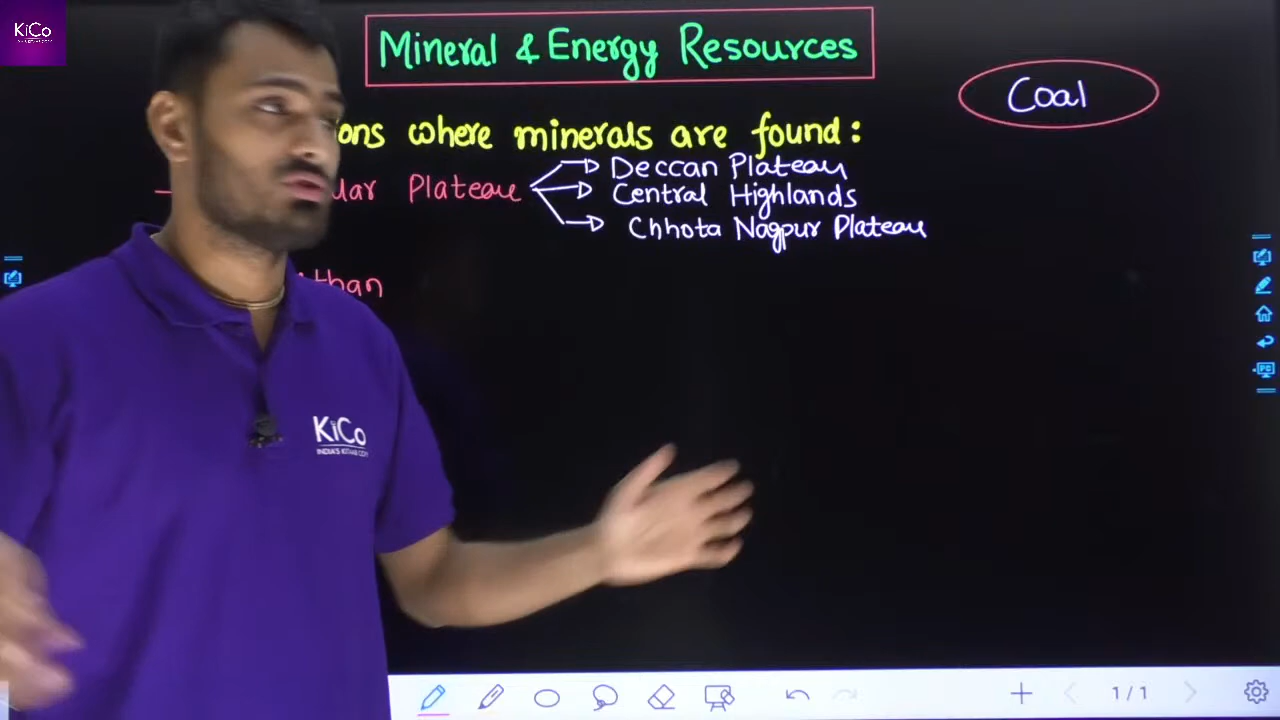 KiCo
Mineral & Energy Resources
Coal
ons where minerals are found:
ular Plateau
Deccan Plateau
Central Highlands
Chhota Nagpur Plateau
than
KiCo
1/1